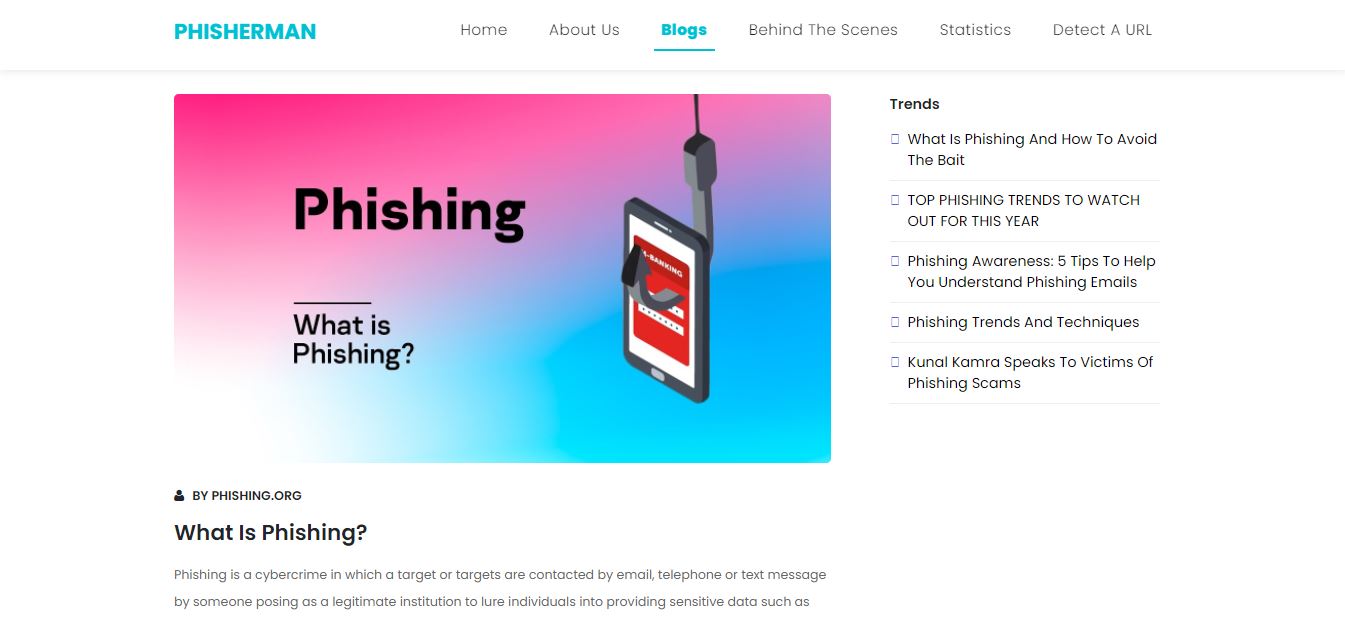 PHISHERMAN
Home
About Us
Blogs
Behind The Scenes
Statistics
Detect A URL
Phishing
What is
Phishing?
-BANKING
BY PHISHING.ORG
What Is Phishing?
Phishing is a cybercrime in which a target or targets are contacted by email, telephone or text message
by someone posing as a legitimate institution to lure individuals into providing sensitive data such as
Trends
What Is Phishing And How To Avoid
The Bait
TOP PHISHING TRENDS TO WATCH
OUT FOR THIS YEAR
Phishing Awareness: 5 Tips To Help
You Understand Phishing Emails
Phishing Trends And Techniques
Kunal Kamra Speaks To Victims Of
Phishing Scams